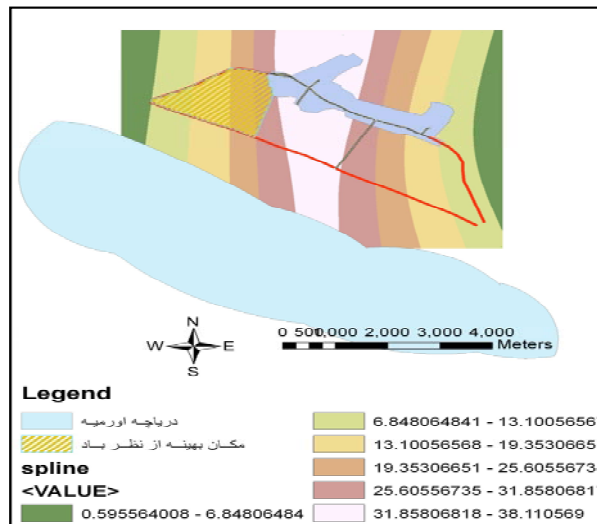 N
W E
S
0 500 1,000 2,000 3,000 4,000
Meters
Legend
دریاچه اورمیه
مکان بهینه از نظر باد
spline
<VALUE>
0.595564008 - 6.84806484
6.848064841 - 13.1005656
13.10056568 - 19.3530665
19.35306651 - 25.6055673
25.60556735 - 31.8580681
31.85806818 - 38.110569